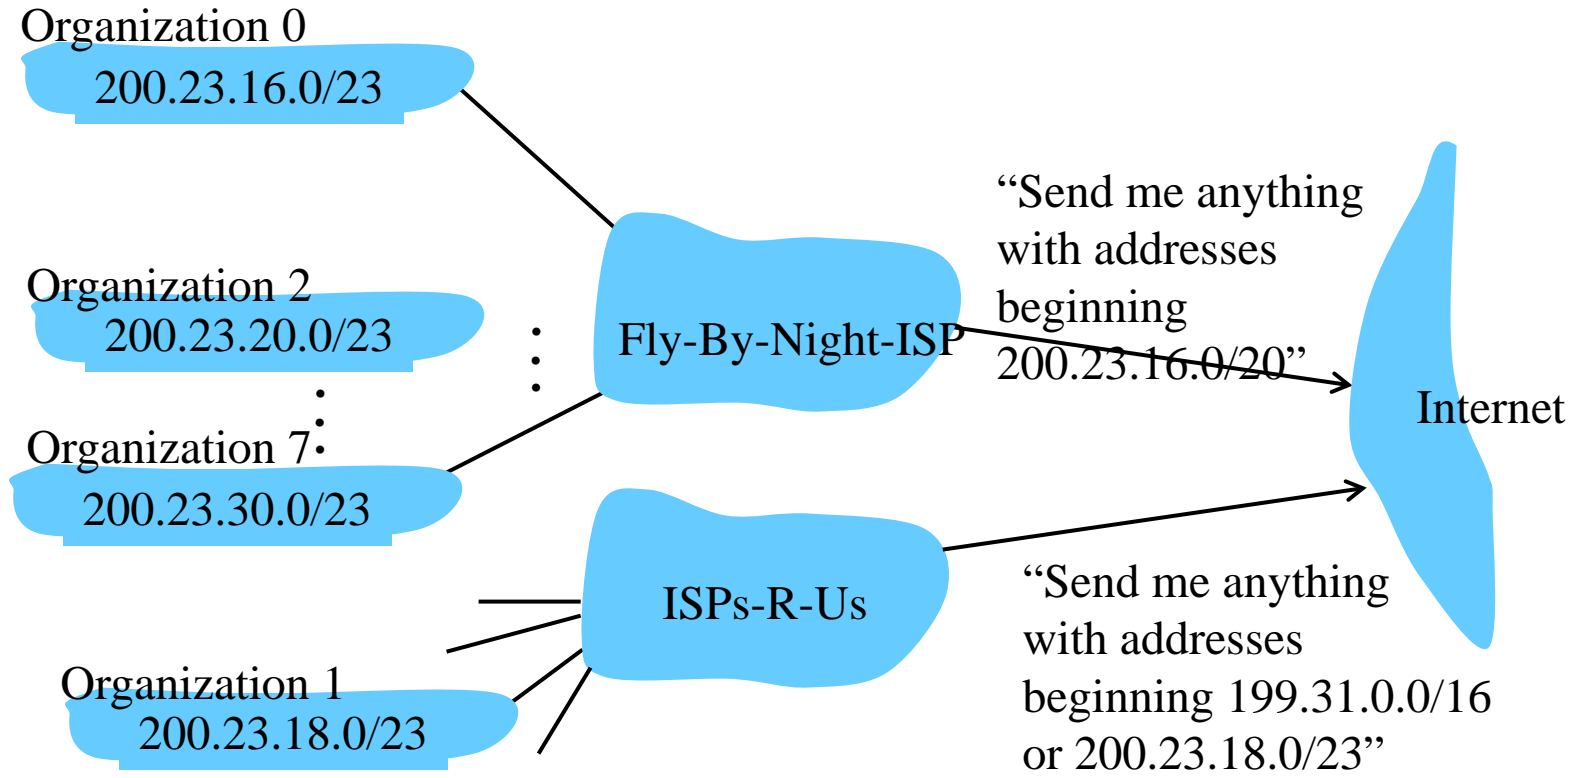 Organization 0
200.23.16.0/23
Organization 2
200.23.20.0/23
Organization 7
200.23.30.0/23
Organization 1
200.23.18.0/23
Fly-By-Night-ISP
ISPs-R-Us
“Send me anything
with addresses
beginning
200.23.16.0/20”
Internet
“Send me anything
with addresses
beginning 199.31.0.0/16
or 200.23.18.0/23”